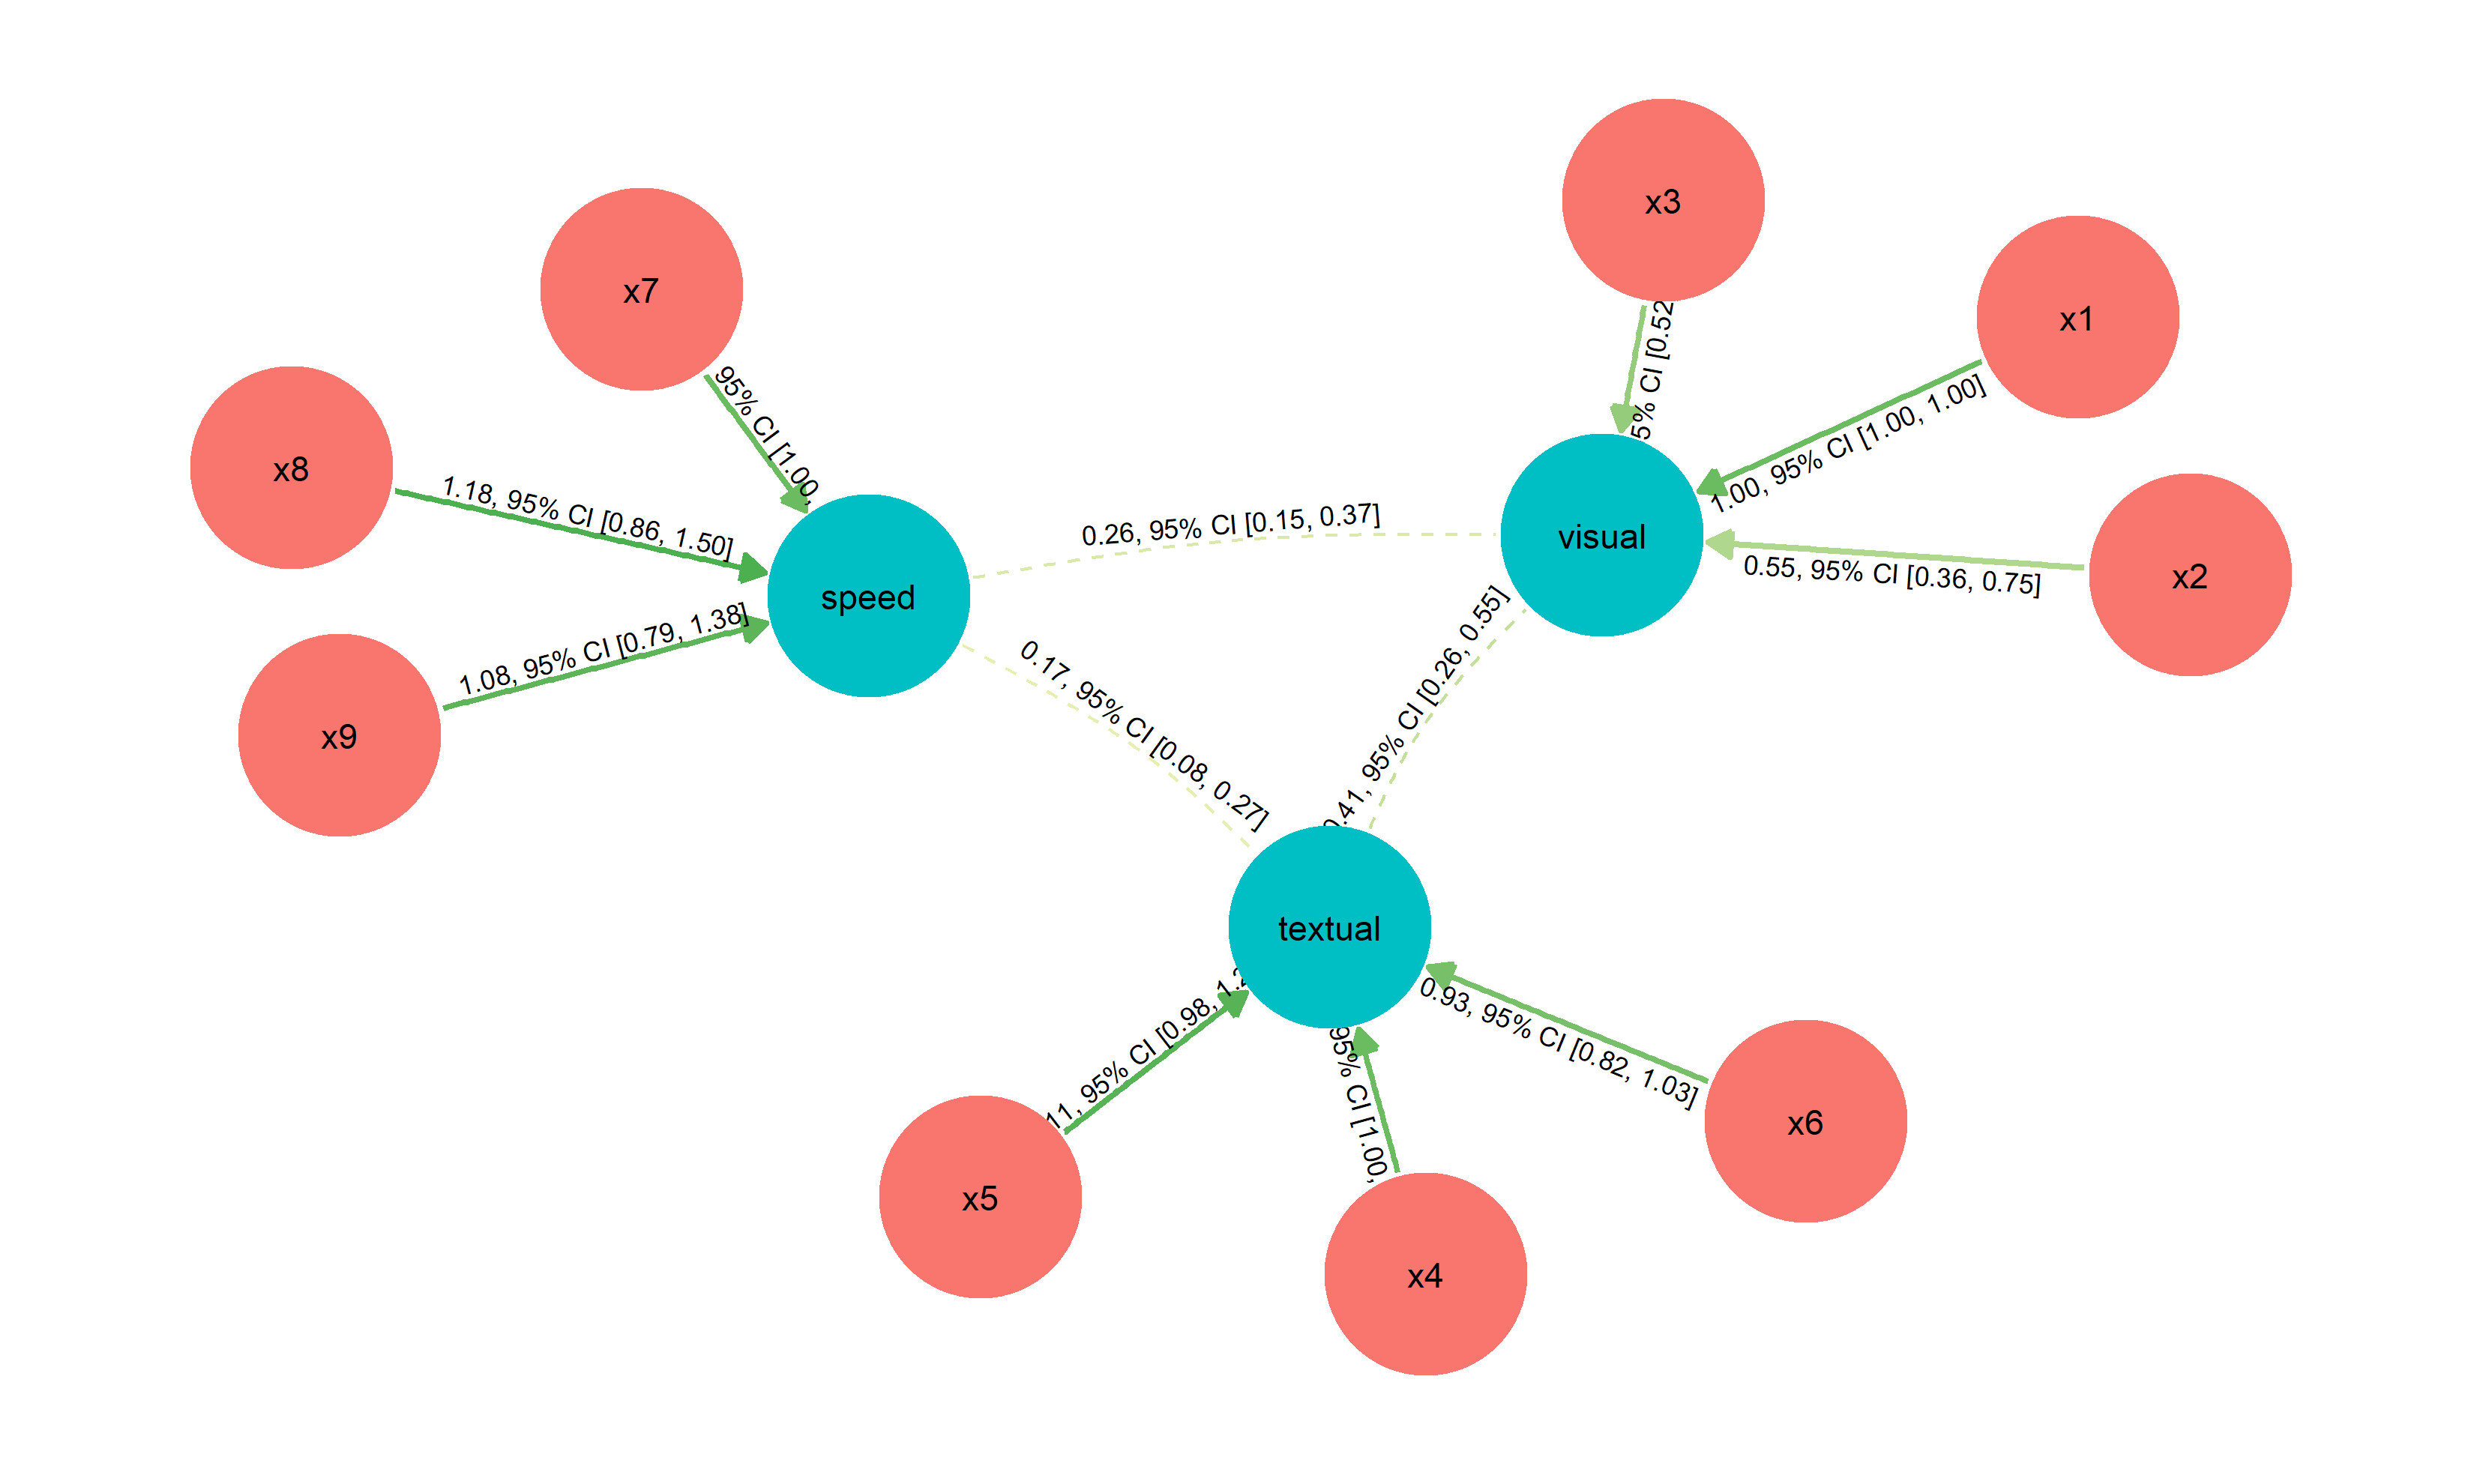 x3
x7
x1
5% CI [0.52
95% CI [1.00,
1.00, 95% CI [1.00, 1.00]
x8
1.18, 95% CI [0.86, 1.50]
0.26, 95% CI [0.15, 0.37]
visual
x2
0.55, 95% CI [0.36, 0.75]
speed
1.08, 95% CI [0.79, 1.38]
0.17, 95% CI [0.08, 0.27]
0.41, 95% CI [0.26, 0.55]
x9
textual
11, 95% CI [0.98, 1.2
95% CI [1.00,
0.93, 95% CI [0.82, 1.03]
x6
x5
x4